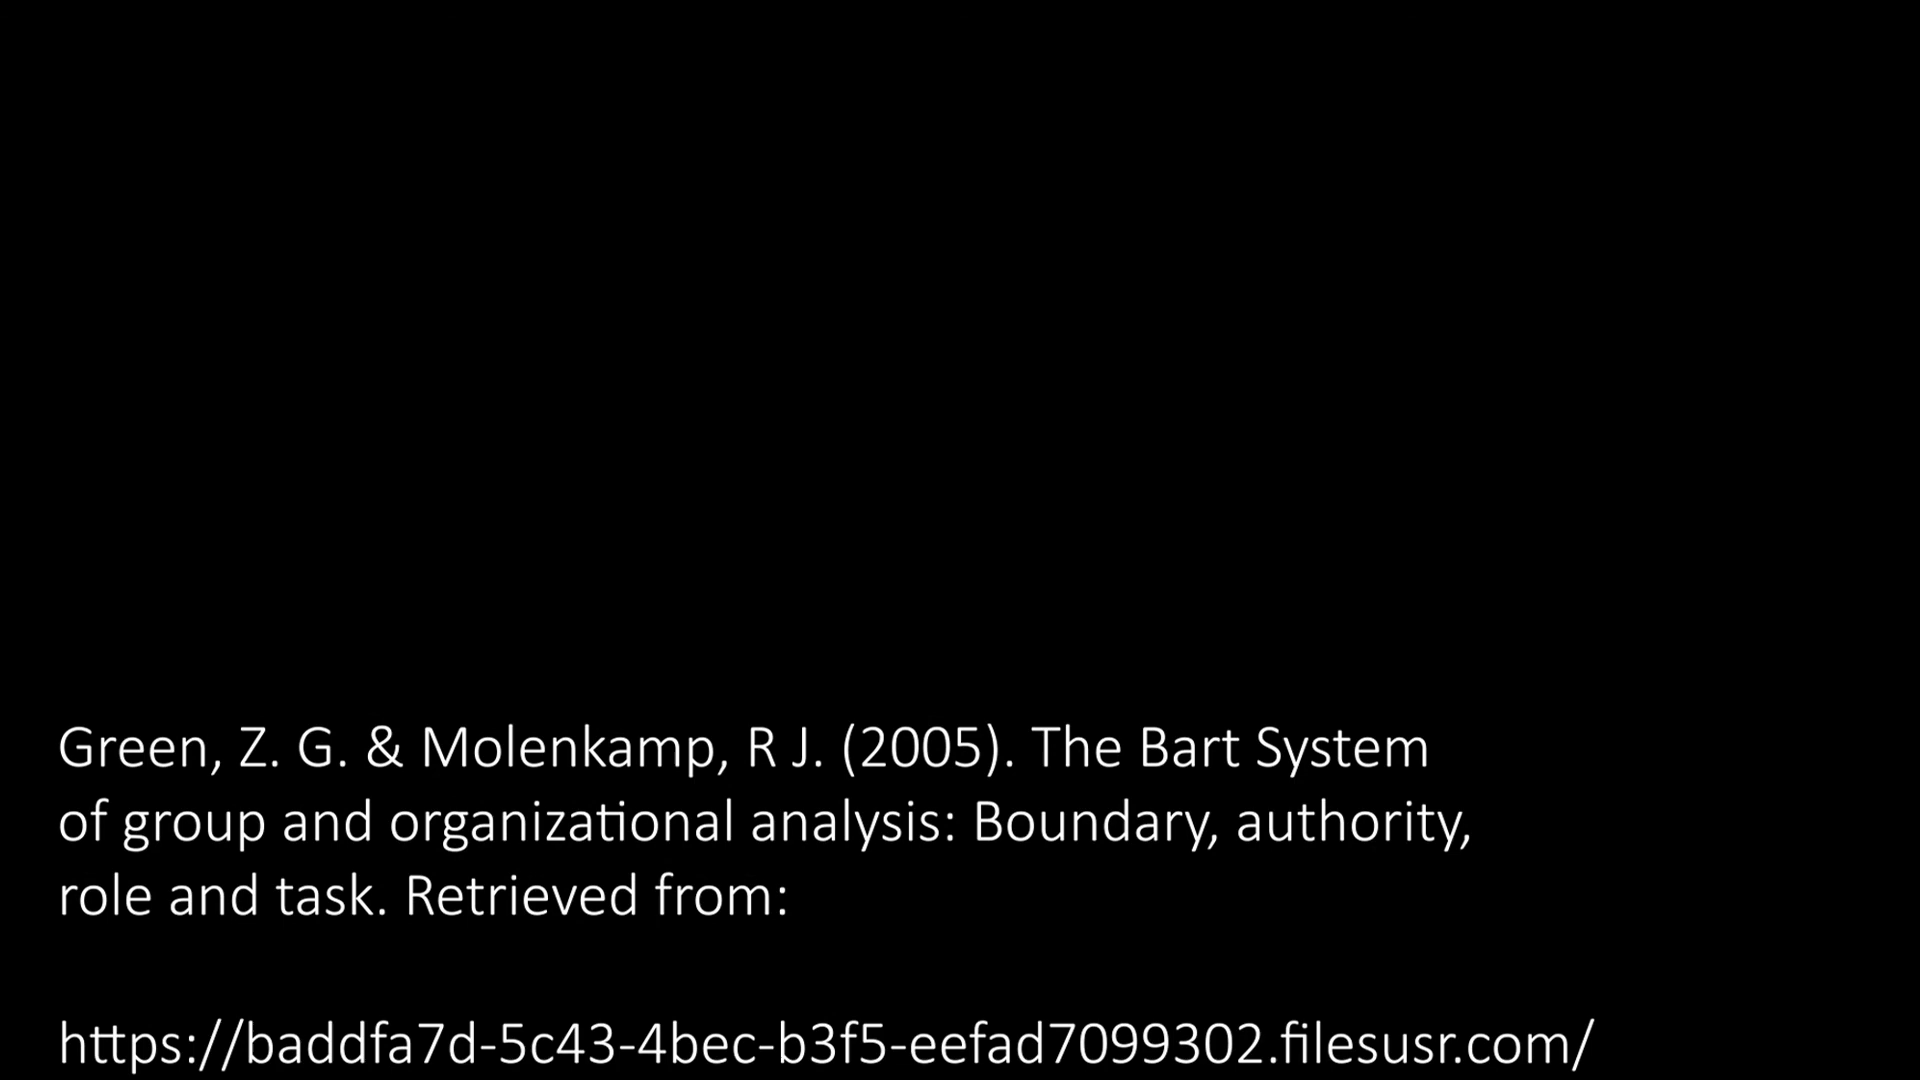 Green, Z. G. & Molenkamp, R J. (2005). The Bart System
of group and organizational analysis: Boundary, authority,
role and task. Retrieved from:
https://baddfa7d-5c43-4bec-b3f5-eefad7099302.filesusr.com/